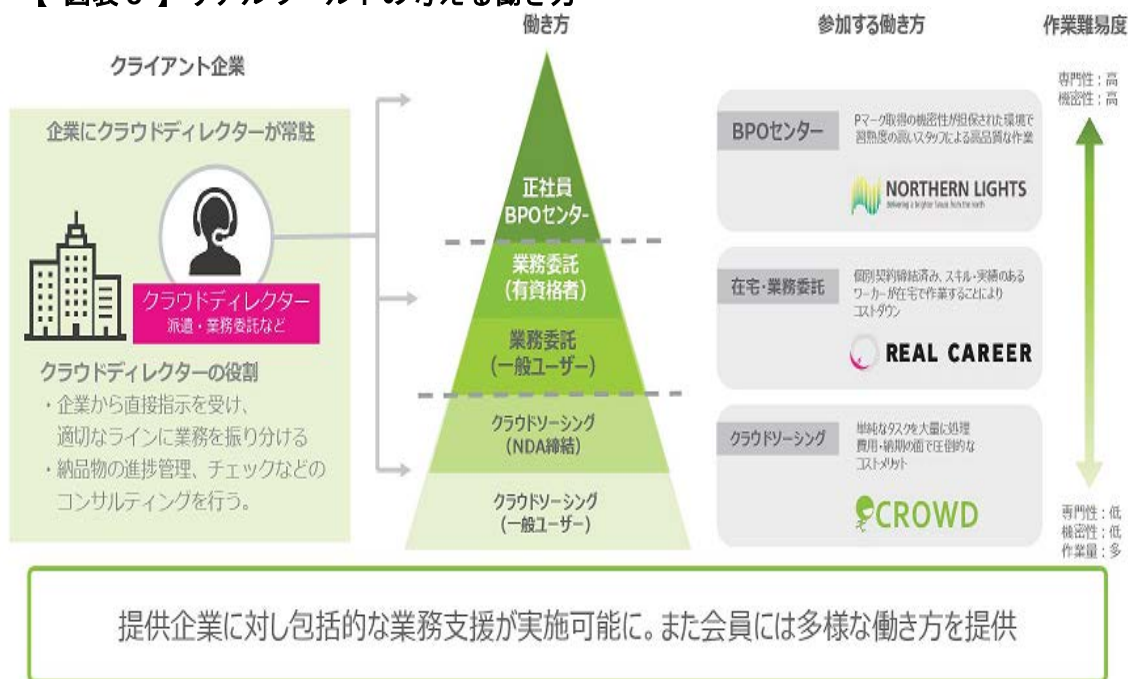 働き方
参加する働き方
作業難易度
クライアント企業
専門性：高
機密性：高
企業にクラウドディレクターが常駐
クラウドディレクター
派遣・業務委託など
クラウドディレクターの役割
・企業から直接指示を受け、
適切なラインに業務を振り分ける
・納品物の進捗管理、チェックなどの
コンサルティングを行う。
正社員
BPOセンター
業務委託
(有資格者)
業務委託
(一般ユーザー)
クラウドソーシング
(NDA締結)
クラウドソーシング
(一般ユーザー)
BPOセンター
Pマーク取得の機密性が担保された環境で
習熟度の高いスタッフによる高品質な作業
NORTHERN LIGHTS
delivering a brighter future from the north
在宅・業務委託
個別契約締結済み、スキル・実績のある
ワーカーが在宅で作業することにより
コストダウン
REAL CAREER
クラウドソーシング
単純なタスクを大量に処理
費用・納期の面で圧倒的な
コストメリット
CROWD
専門性：低
機密性：低
作業量：多
提供企業に対し包括的な業務支援が実施可能に。また会員には多様な働き方を提供